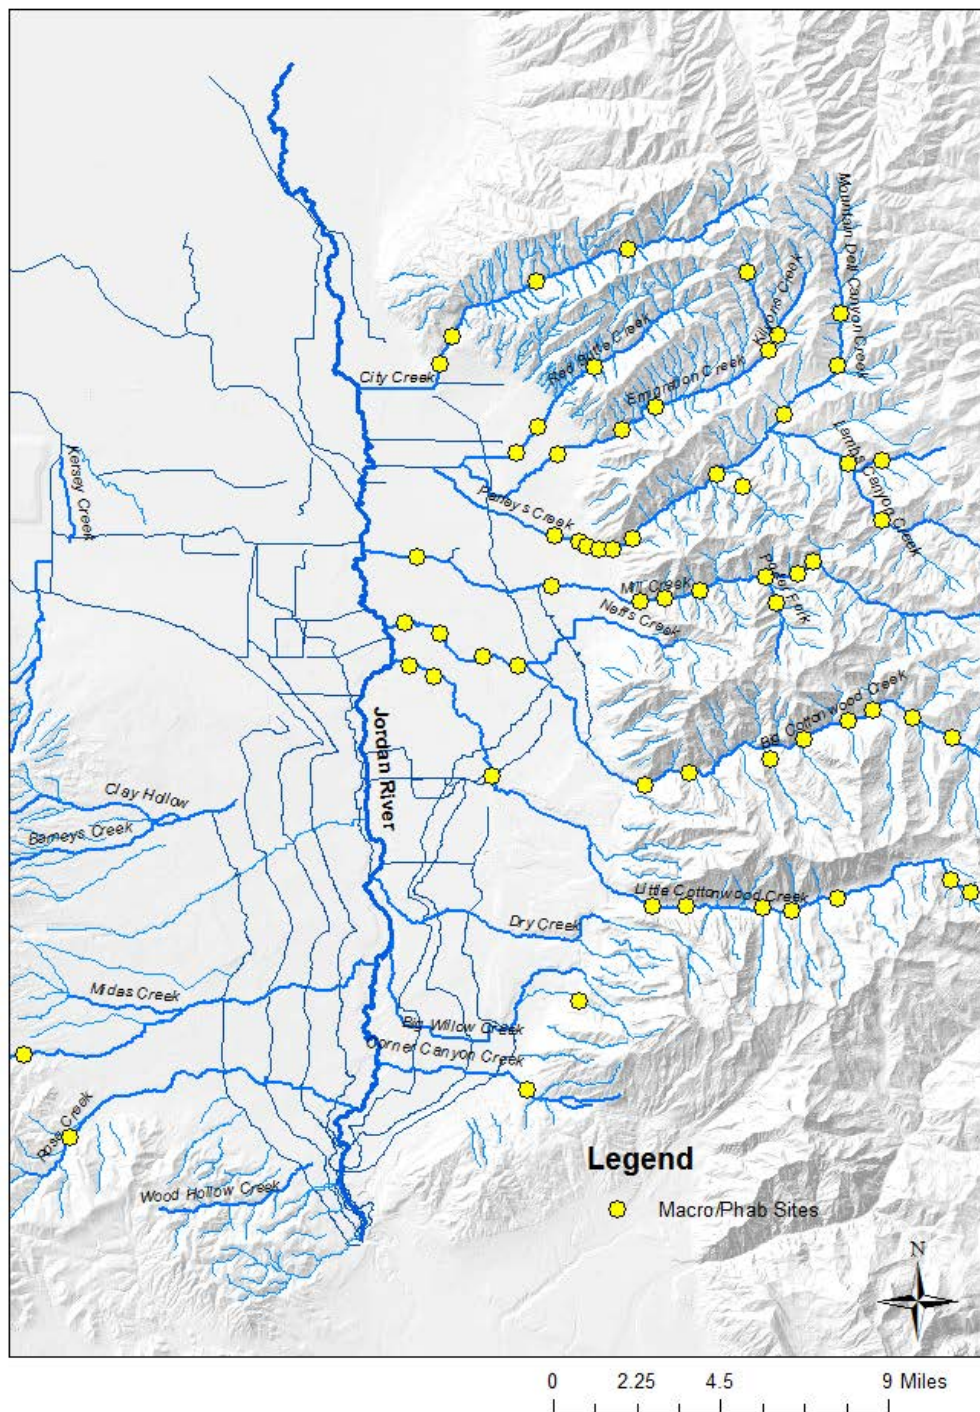 Mountain Dell Canyon Creek
Killyons Creek
Red Butte Creek
City Creek
Emigration Creek
Lambs Canyon Creek
Kersey Creek
Parleys Creek
Mill Creek
Porter Fork
Neffs Creek
Big Cottonwood Creek
Jordan River
Clay Hollow
Barneys Creek
Little Cottonwood Creek
Dry Creek
Midas Creek
Big Willow Creek
Corner Canyon Creek
Rose Creek
Legend
Wood Hollow Creek
Macro/Phab Sites
N
0 2.25 4.5 9 Miles